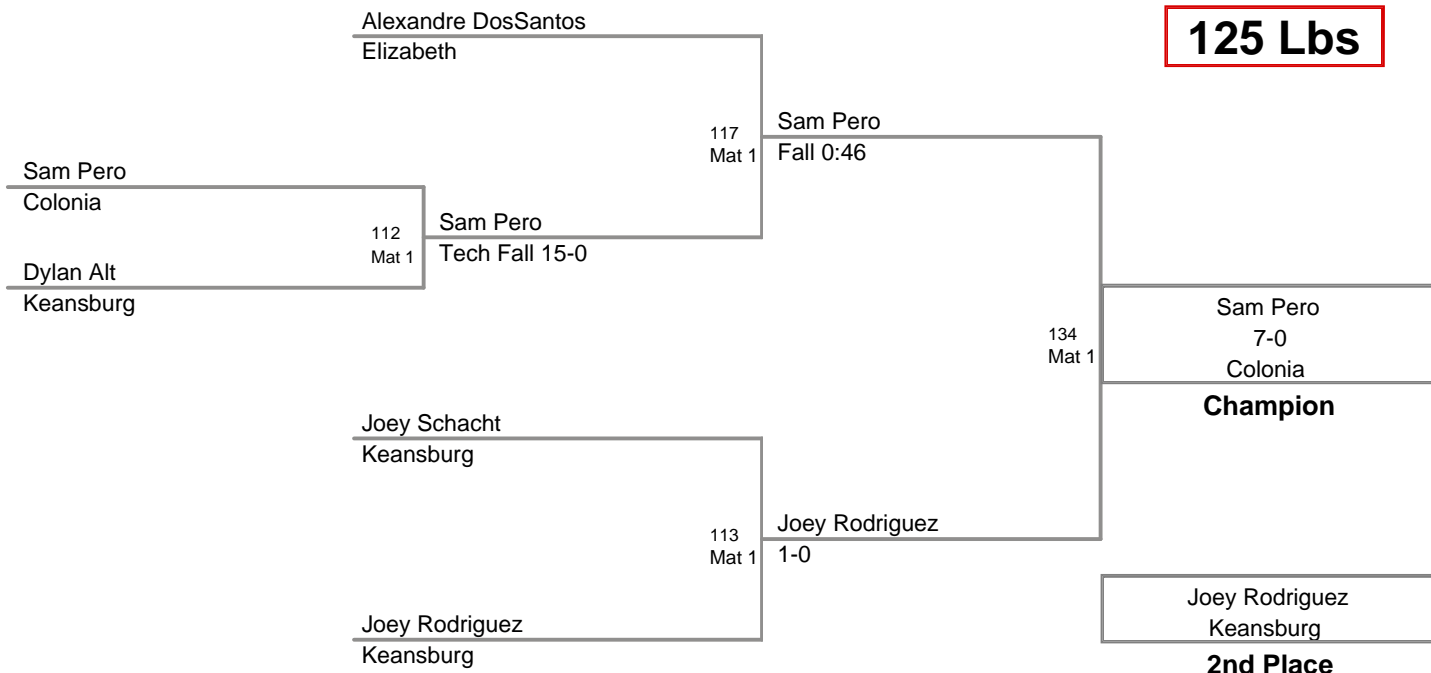 Alexandre DosSantos
Elizabeth
125 Lbs
117
Mat 1
Sam Pero
Fall 0:46
Sam Pero
Colonia
112
Mat 1
Sam Pero
Tech Fall 15-0
Dylan Alt
Keansburg
134
Mat 1
Sam Pero
7-0
Colonia
Champion
Joey Schacht
Keansburg
113
Mat 1
Joey Rodriguez
1-0
Joey Rodriguez
Keansburg
Joey Rodriguez
Keansburg
2nd Place